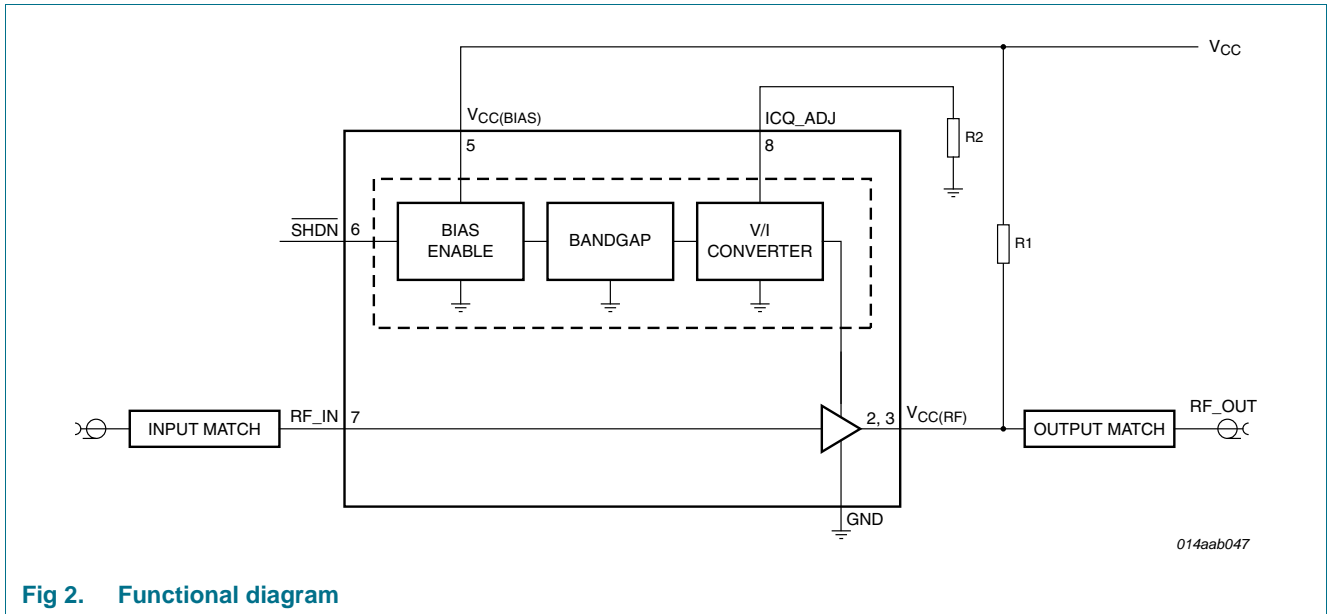 VCC
VCC(BIAS)
ICQ_ADJ
5
8
R2
SHDN
6
BIAS
ENABLE
BANDGAP
V/I
CONVERTER
R1
INPUT MATCH
RF_IN
7
2, 3
VCC(RF)
OUTPUT MATCH
RF_OUT
GND
014aab047
Fig 2. Functional diagram